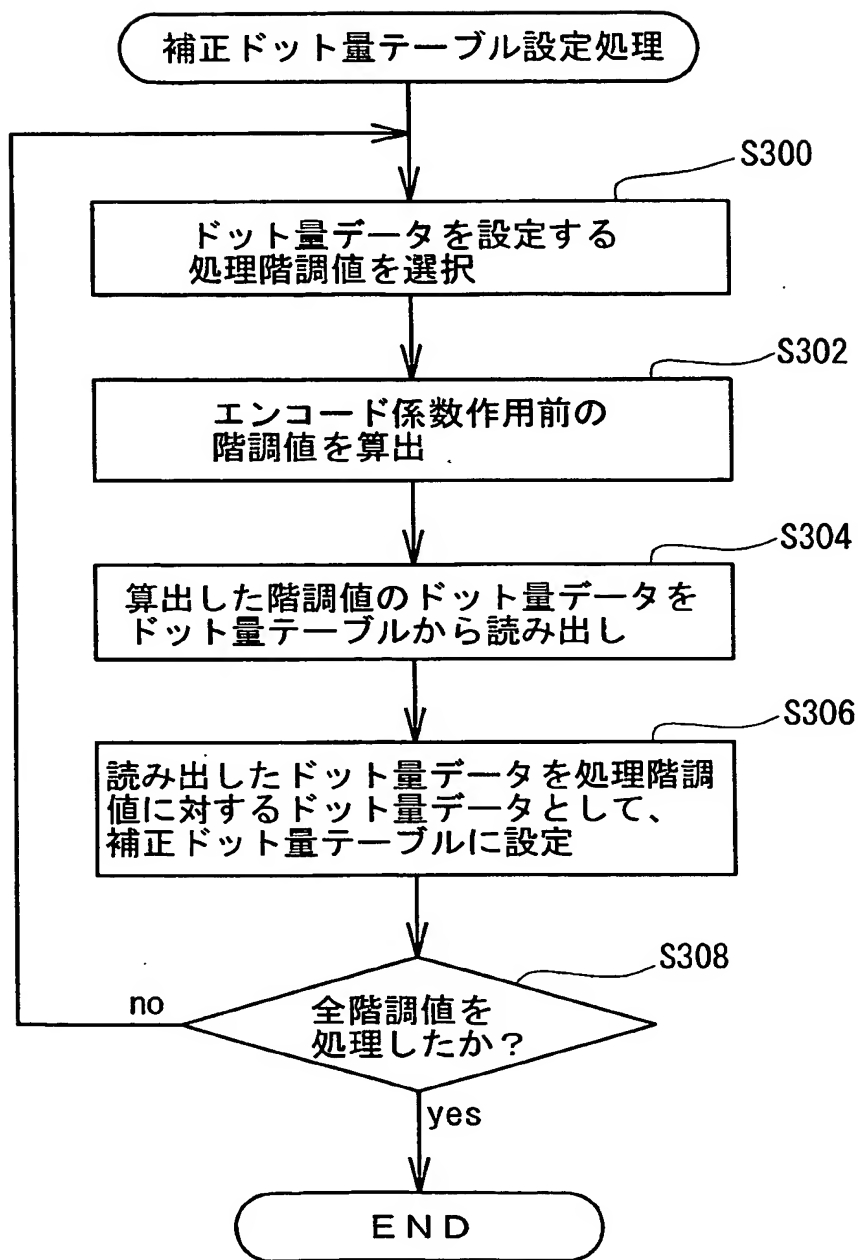 補正ドット量テーブル設定処理
S300
ドット量データを設定する
処理階調値を選択
S302
エンコード係数作用前の
階調値を算出
S304
算出した階調値のドット量データを
ドット量テーブルから読み出し
S306
読み出したドット量データを処理階調
値に対するドット量データとして、
補正ドット量テーブルに設定
S308
no
全階調値を
処理したか？
yes
END